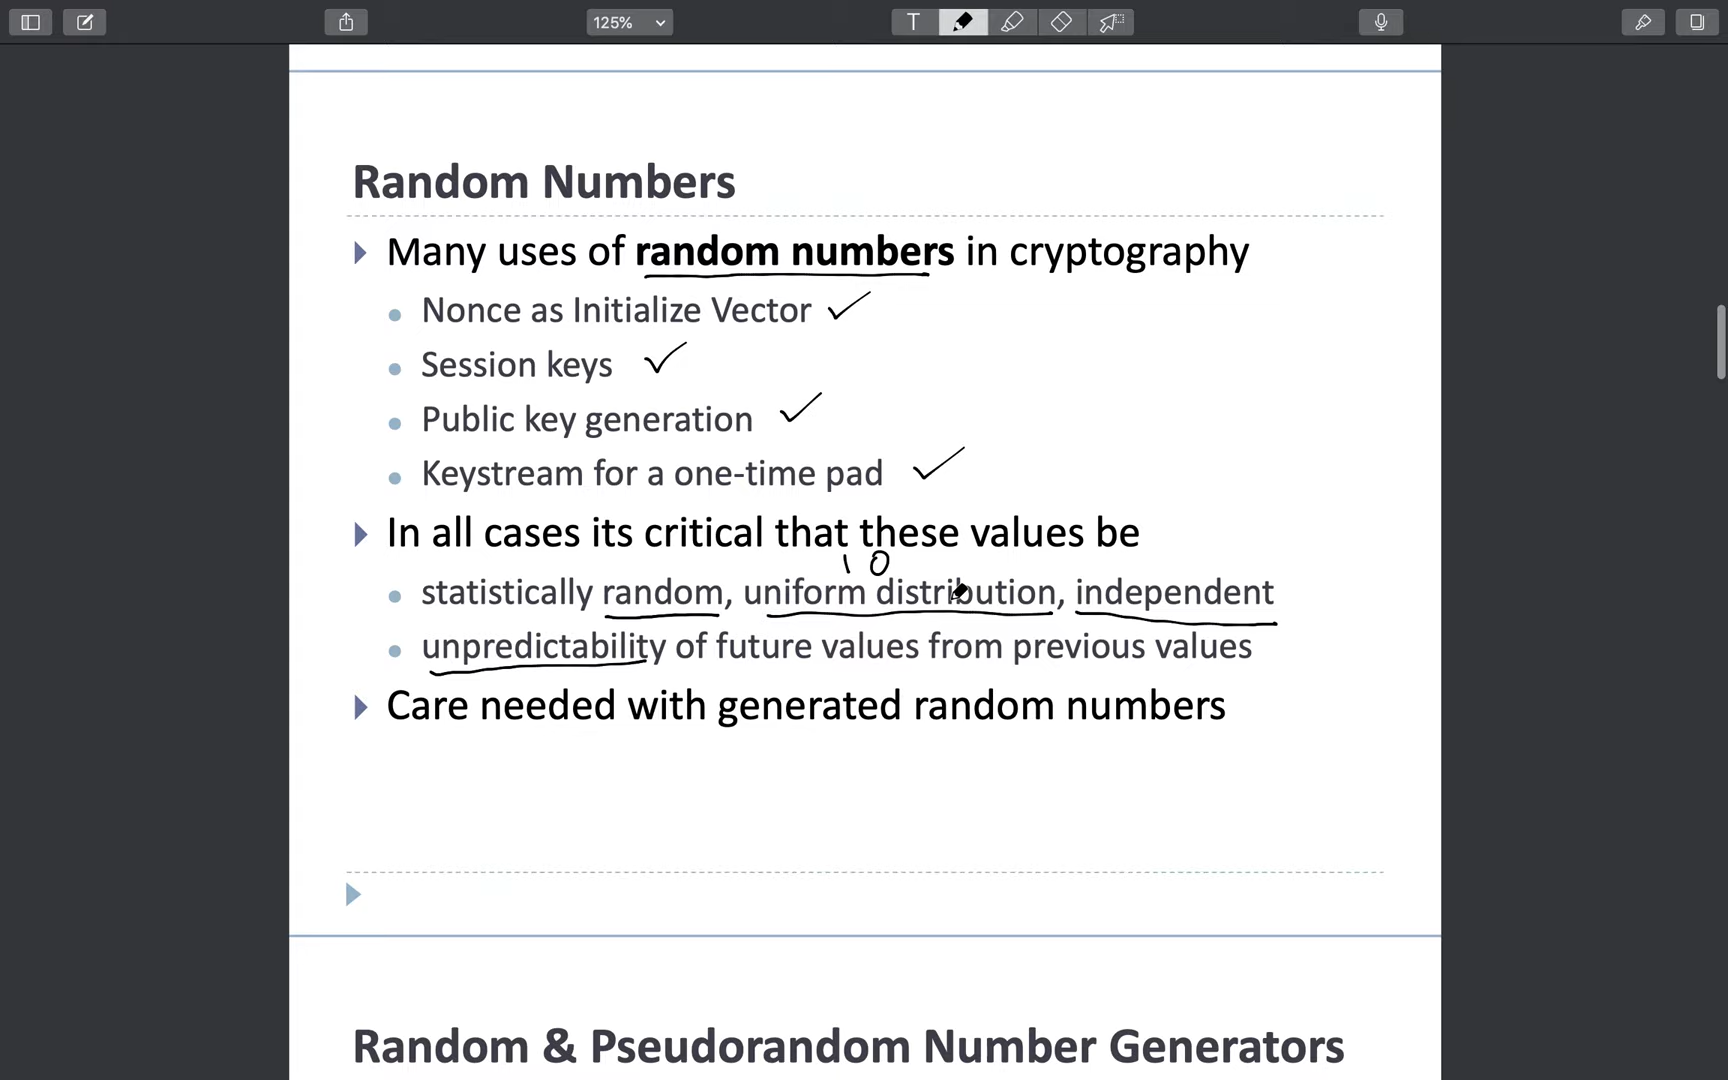 125%
T
Random Numbers
Many uses of random numbers in cryptography
Nonce as Initialize Vector
Session keys
Public key generation
Keystream for a one-time pad
In all cases its critical that these values be
1 0
statistically random, uniform distribution, independent
unpredictability of future values from previous values
Care needed with generated random numbers
Random & Pseudorandom Number Generators